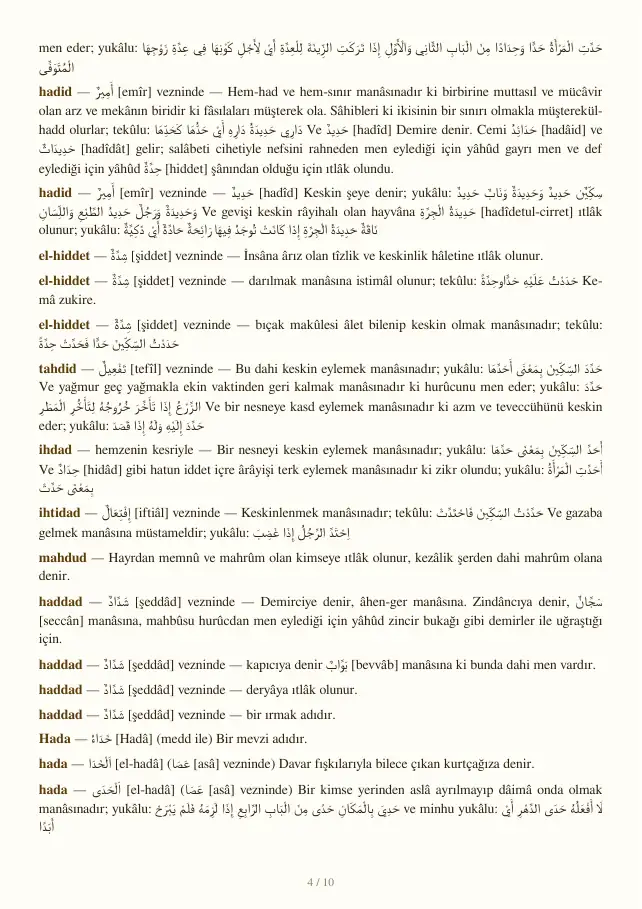 men eder; yukâlu: حَدَّتِ الْمَرْأَةُ حَدًّا وَحِدَادًا مِنَ الْبَابِ الثَّانِي وَالْأَوَّلِ إِذَا تَرَكَتِ الزِّينَةَ لِلْعِدَّةِ أَيْ لِأَجْلِ كَوْنِهَا فِي عِدَّةِ زَوْجِهَا
الْمُتَوَفَّى
hadid — أَمِيرٌ [emîr] vezninde — Hem-had ve hem-sınır manâsınadır ki birbirine muttasıl ve mücâvir
olan arz ve mekânın biridir ki fâsılaları müşterek ola. Sâhibleri ki ikisinin bir sınırı olmakla müşterekül-
hadd olurlar; tekûlu: دَارِي حَدِيدَةُ دَارِهِ أَيْ حَدُّهَا كَحَدِّهَا Ve حَدِيدٌ [hadîd] Demire denir. Cemi حَدَائِدُ [hadâid] ve
حَدِيدَاتٌ [hadîdât] gelir; salâbeti cihetiyle nefsini rahneden men eylediği için yâhûd gayrı men ve def
eylediği için yâhûd حِدَّةٌ [hiddet] şânından olduğu için ıtlâk olundu.
hadid — أَمِيرٌ [emîr] vezninde — حَدِيدٌ [hadîd] Keskin şeye denir; yukâlu: سِكِّينٌ حَدِيدٌ وَحَدِيدَةٌ وَنَابٌ حَدِيدٌ
وَحَدِيدَةٌ وَرَجُلٌ حَدِيدُ الطَّبْعِ وَاللِّسَانِ Ve gevişi keskin râyihalı olan hayvâna حَدِيدَةُ الْجِرَّةِ [hadîdetul-cirret] ıtlâk
olunur; yukâlu: نَاقَةٌ حَدِيدَةُ الْجِرَّةِ إِذَا كَانَتْ تُوجَدُ فِيهَا رَائِحَةٌ حَادَّةٌ أَيْ ذَكِيَّةٌ
el-hiddet — شِدَّةٌ [şiddet] vezninde — İnsâna ârız olan tîzlik ve keskinlik hâletine ıtlak olunur.
el-hiddet — شِدَّةٌ [şiddet] vezninde — darılmak manâsına istimâl olunur; tekûlu: حَدَدْتُ عَلَيْهِ حَدًّاوحِدَّةً Ke-
mâ zukire.
el-hiddet — شِدَّةٌ [şiddet] vezninde — bıçak makûlesi âlet bilenip keskin olmak manâsınadır; tekûlu:
حَدَدْتُ السِّكِّينَ حَدًّا فَحَدَّتْ حِدَّةً
tahdid — تَفْعِيلٌ [tefîl] vezninde — Bu dahi keskin eylemek manâsınadır; yukâlu: حَدَّدَ السِّكِّينَ بِمَعْنَى أَحَدَّهَا
Ve yağmur geç yağmakla ekin vaktinden geri kalmak manâsınadır ki hurûcunu men eder; yukâlu: حَدَّدَ
الزَّرْعُ إِذَا تَأَخَّرَ خُرُوجُهُ لِتَأَخُّرِ الْمَطَرِ Ve bir nesneye kasd eylemek manâsınadır ki azm ve teveccühünü keskin
eder; yukâlu: حَدَّدَ إِلَيْهِ وَلَهُ إِذَا قَصَدَ
ihdad — hemzenin kesriyle — Bir nesneyi keskin eylemek manâsınadır; yukâlu: أَحَدَّ السِّكِّينَ بِمَعْنَى حدَّهَا
Ve حِدَادٌ [hidâd] gibi hatun iddet içre ârâyişi terk eylemek manâsınadır ki zikr olundu; yukâlu: أَحَدَّتِ الْمَرْأَةُ
بِمَعْنَى حَدَّتْ
ihtidad — إِفْتِعَالٌ [iftiâl] vezninde — Keskinlenmek manâsınadır; tekûlu: حَدَّدْتُ السِّكِّينَ فَاحْتَدَّتْ Ve gazaba
gelmek manâsına müstameldir; yukâlu: اِحْتَدَّ الرَّجُلُ إِذَا غَضِبَ
mahdud — Hayrdan memnû ve mahrûm olan kimseye ıtlâk olunur, kezâlik şerden dahi mahrûm olana
denir.
haddad — شَدَّادٌ [şeddâd] vezninde — Demirciye denir, âhen-ger manâsına. Zindâncıya denir, سَجَّانٌ
[seccân] manâsına, mahbûsu hurûcdan men eylediği için yâhûd zincir bukağı gibi demirler ile uğraştığı
için.
haddad — شَدَّادٌ [şeddâd] vezninde — kapıcıya denir بَوَّابٌ [bevvâb] manâsına ki bunda dahi men vardır.
haddad — شَدَّادٌ [şeddâd] vezninde — deryâya ıtlak olunur.
haddad — شَدَّادٌ [şeddâd] vezninde — bir ırmak adıdır.
Hada — حَدَاءُ [Hadâ] (medd ile) Bir mevzi adıdır.
hada — اَلْحَدَا [el-hadâ] (عَصَا [asâ] vezninde) Davar fışkılarıyla bilece çıkan kurtçağıza denir.
hada — اَلْحَدَى [el-hadâ] (عَصَا [asâ] vezninde) Bir kimse yerinden aslâ ayrılmayıp dâimâ onda olmak
manâsınadır; yukâlu: حَدِيَ بِالْمَكَانِ حَدًى مِنَ الْبَابِ الرَّابِعِ إِذَا لَزِمَهُ فَلَمْ يَبْرَحْ ve minhu yukâlu: لَا أَفْعَلُهُ حَدَى الدَّهْرِ أَيْ
أَبَدًا
4 / 10